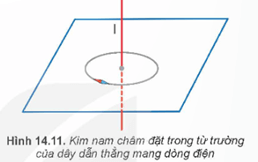 I
Hình 14.11. Kim nam châm đặt trong từ trường
của dây dẫn thẳng mang dòng điện